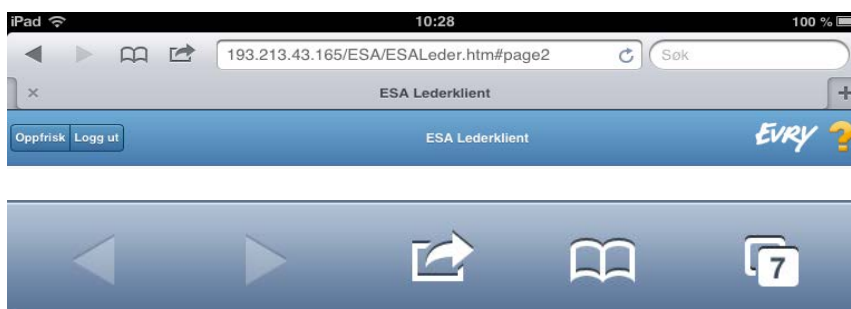 iPad 10:28 100 %
193.213.43.165/ESA/ESALeder.htm#page2 Søk
ESA Lederklient
Oppfrisk Logg ut ESA Lederklient EVRY ?
7